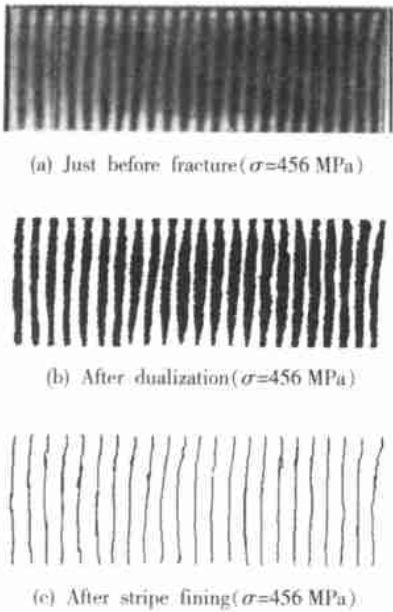 (a) Just before fracture(σ=456 MPa)
(b) After dualization(σ=456 MPa)
(c) After stripe fining(σ=456 MPa)